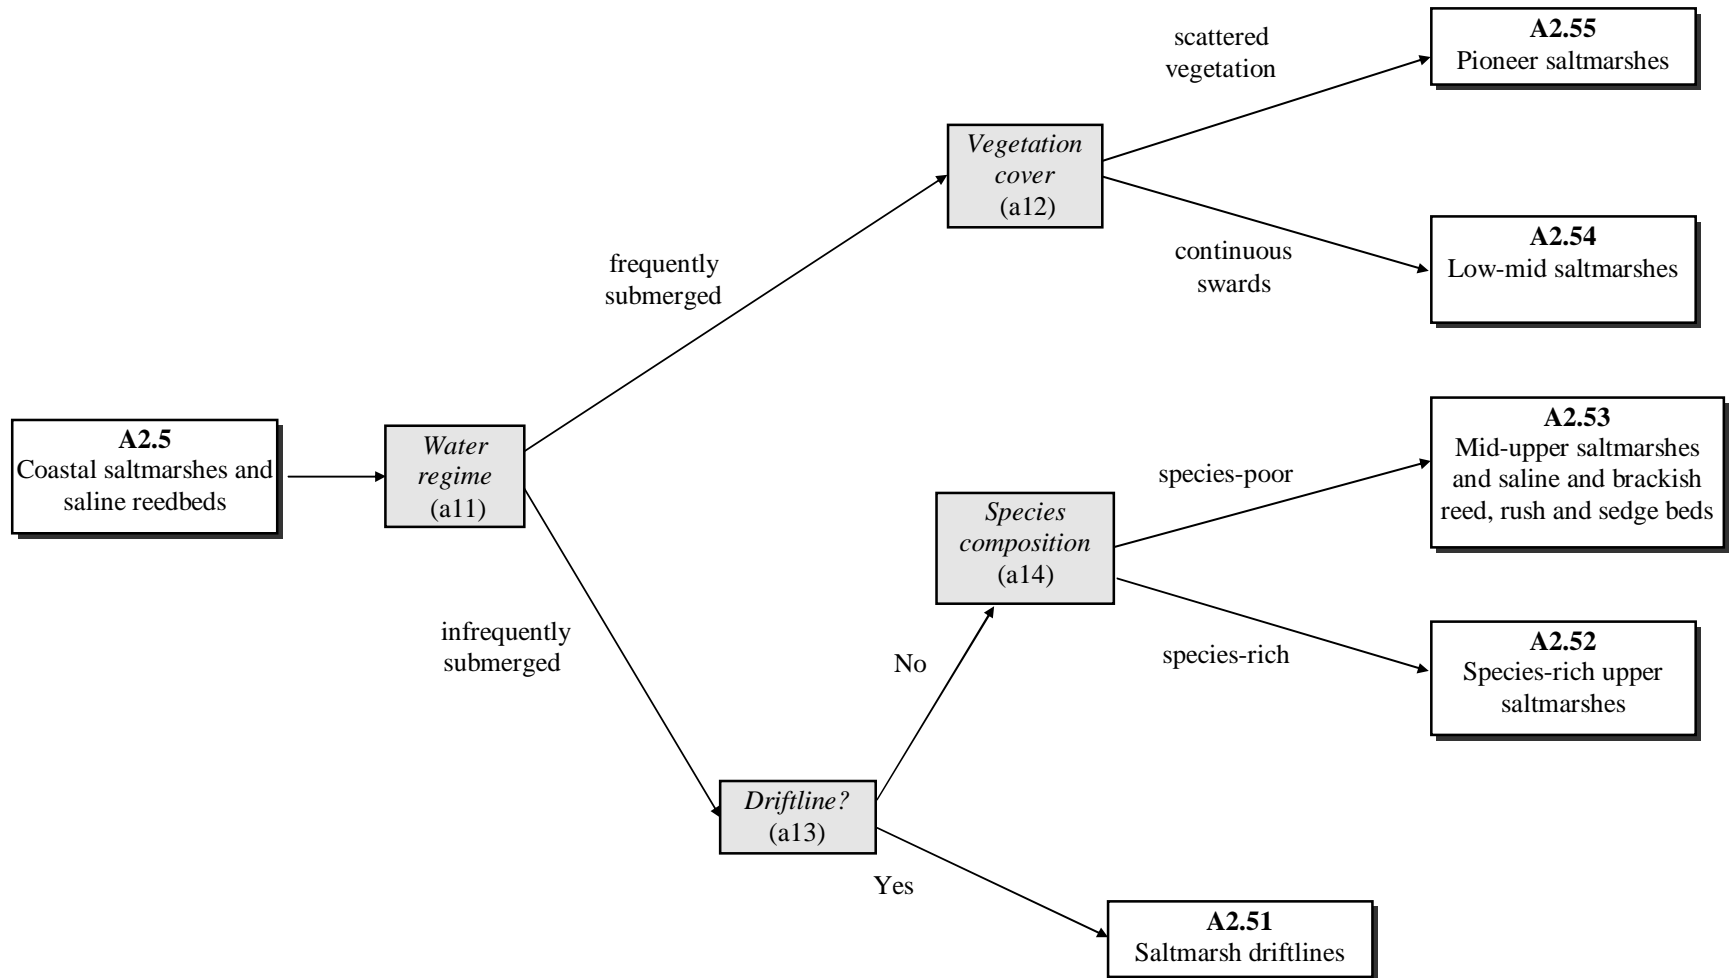 A2.5
Coastal saltmarshes and
saline reedbeds
Water
regime
(a11)
frequently
submerged
infrequently
submerged
Vegetation
cover
(a12)
scattered
vegetation
continuous
swards
A2.55
Pioneer saltmarshes
A2.54
Low-mid saltmarshes
Driftline?
(a13)
No
Yes
Species
composition
(a14)
species-poor
species-rich
A2.53
Mid-upper saltmarshes
and saline and brackish
reed, rush and sedge beds
A2.52
Species-rich upper
saltmarshes
A2.51
Saltmarsh driftlines